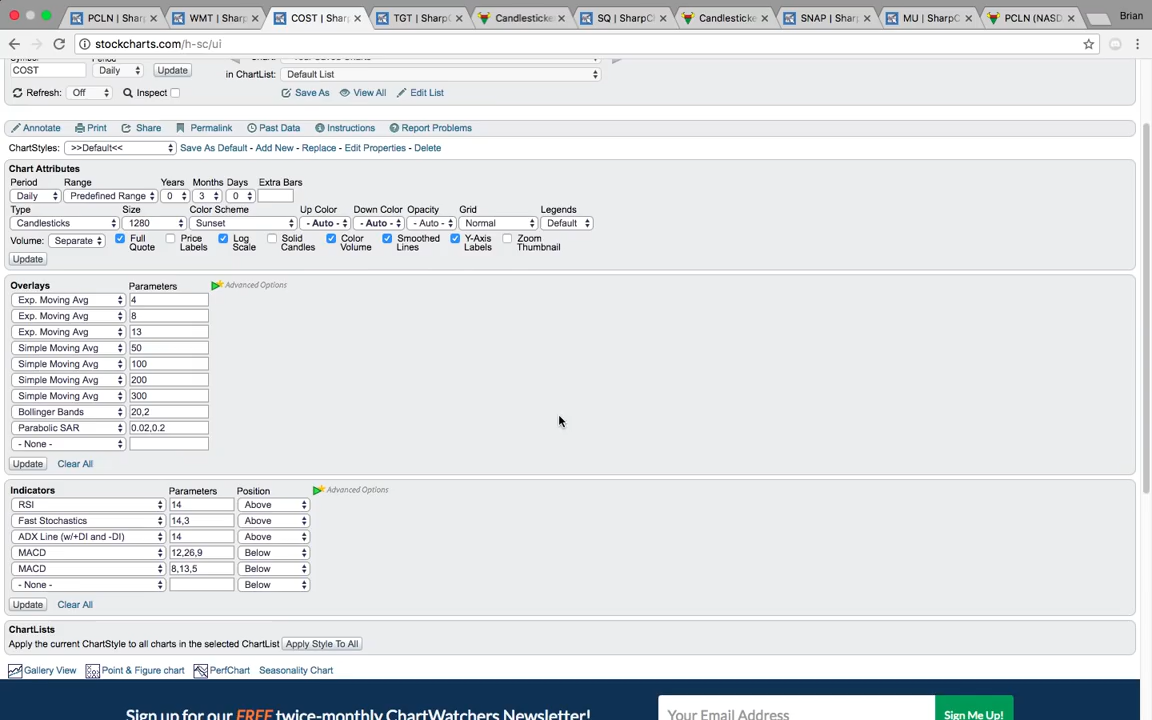 PCLN | Sharp
WMT | Sharp
COST | Shar
TGT | Sharp
Candlesticke
SQ | SharpC
Candlesticke
SNAP | Shar
MU | SharpC
PCLN (NASD
Brian
stockcharts.com/h-sc/ui
COST Daily Update
in ChartList: Default List
Refresh: Off Inspect
Save As View All Edit List
Annotate Print Share Permalink Past Data Instructions Report Problems
ChartStyles: >>Default<< Save As Default - Add New - Replace - Edit Properties - Delete
Chart Attributes
Period Range Years Months Days Extra Bars
Daily Predefined Range 0 3 0
Type Size Color Scheme Up Color Down Color Opacity Grid Legends
Candlesticks 1280 Sunset - Auto - - Auto - - Auto - Normal Default
Volume: Separate Full Quote Price Labels Log Scale Solid Candles Color Volume Smoothed Lines Y-Axis Labels Zoom Thumbnail
Update
Overlays Parameters Advanced Options
Exp. Moving Avg 4
Exp. Moving Avg 8
Exp. Moving Avg 13
Simple Moving Avg 50
Simple Moving Avg 100
Simple Moving Avg 200
Simple Moving Avg 300
Bollinger Bands 20,2
Parabolic SAR 0.02,0.2
- None -
Update Clear All
Indicators Parameters Position Advanced Options
RSI 14 Above
Fast Stochastics 14,3 Above
ADX Line (w/+DI and -DI) 14 Above
MACD 12,26,9 Below
MACD 8,13,5 Below
- None - Below
Update Clear All
ChartLists
Apply the current ChartStyle to all charts in the selected ChartList Apply Style To All
Gallery View Point & Figure chart PerfChart Seasonality Chart
Sign up for our FREE twice-monthly ChartWatchers Newsletter! Your Email Address Sign Me Up!